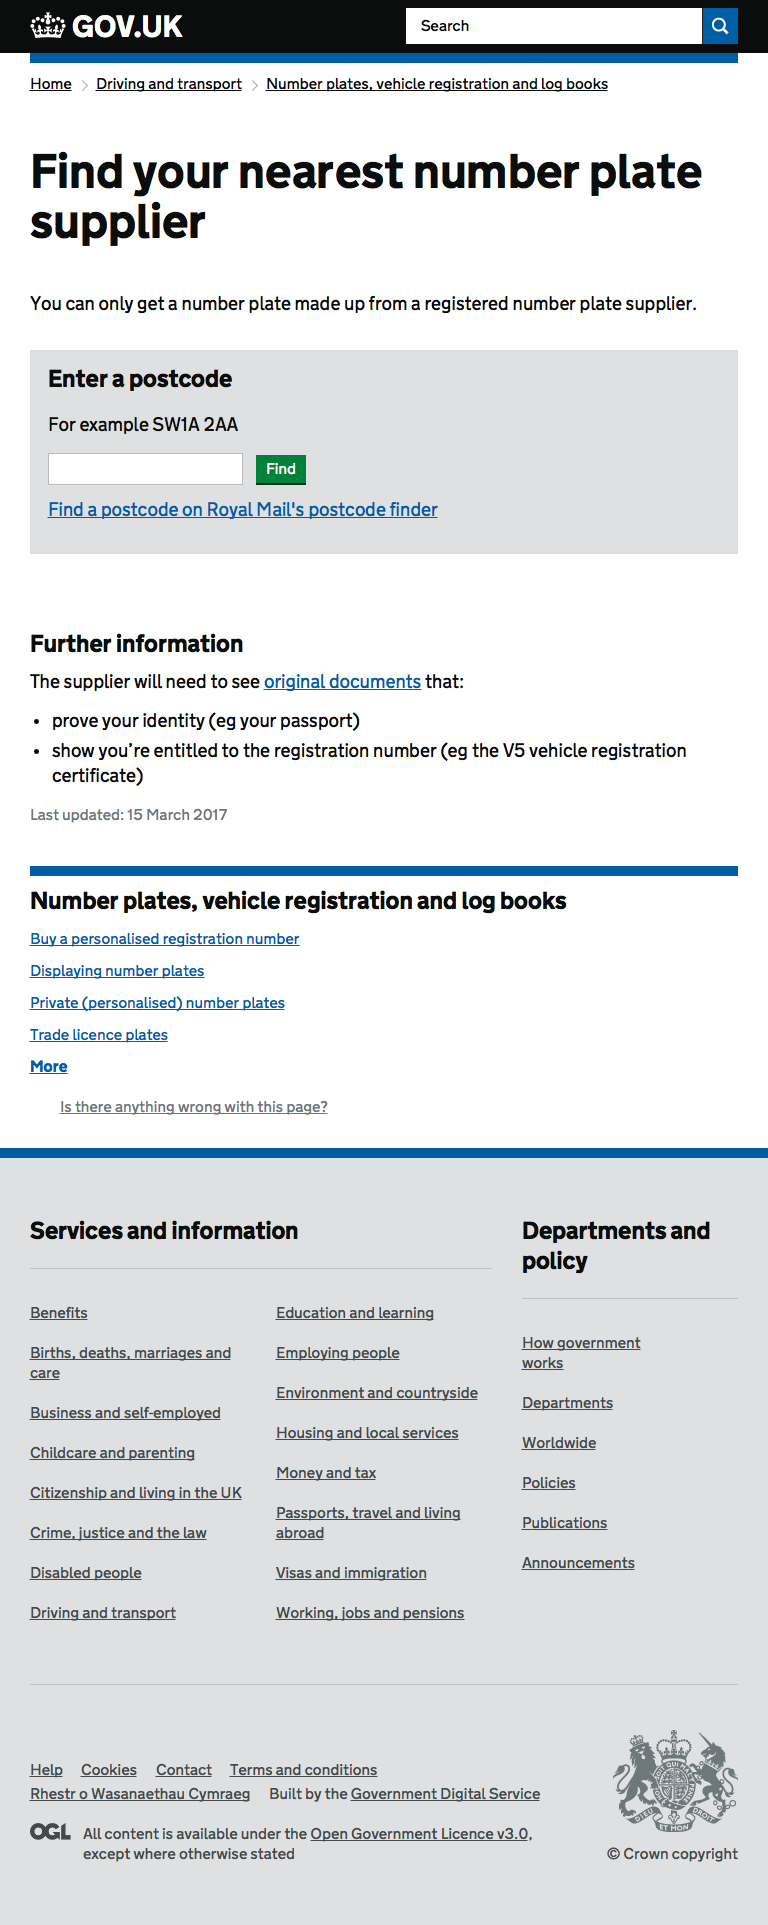 GOV.UK
Search
Home
Driving and transport
Number plates, vehicle registration and log books
Find your nearest number plate
supplier
You can only get a number plate made up from a registered number plate supplier.
Enter a postcode
For example SW1A 2AA
Find
Find a postcode on Royal Mail's postcode finder
Further information
The supplier will need to see original documents that:
• prove your identity (eg your passport)
• show you’re entitled to the registration number (eg the V5 vehicle registration
certificate)
Last updated: 15 March 2017
Number plates, vehicle registration and log books
Buy a personalised registration number
Displaying number plates
Private (personalised) number plates
Trade licence plates
More
Is there anything wrong with this page?
Services and information
Benefits
Births, deaths, marriages and
care
Business and self-employed
Childcare and parenting
Citizenship and living in the UK
Crime, justice and the law
Disabled people
Driving and transport
Education and learning
Employing people
Environment and countryside
Housing and local services
Money and tax
Passports, travel and living
abroad
Visas and immigration
Working, jobs and pensions
Departments and
policy
How government
works
Departments
Worldwide
Policies
Publications
Announcements
Help Cookies Contact Terms and conditions
Rhestr o Wasanaethau Cymraeg Built by the Government Digital Service
OGL
All content is available under the Open Government Licence v3.0,
except where otherwise stated
DIEU ET MON DROIT
© Crown copyright